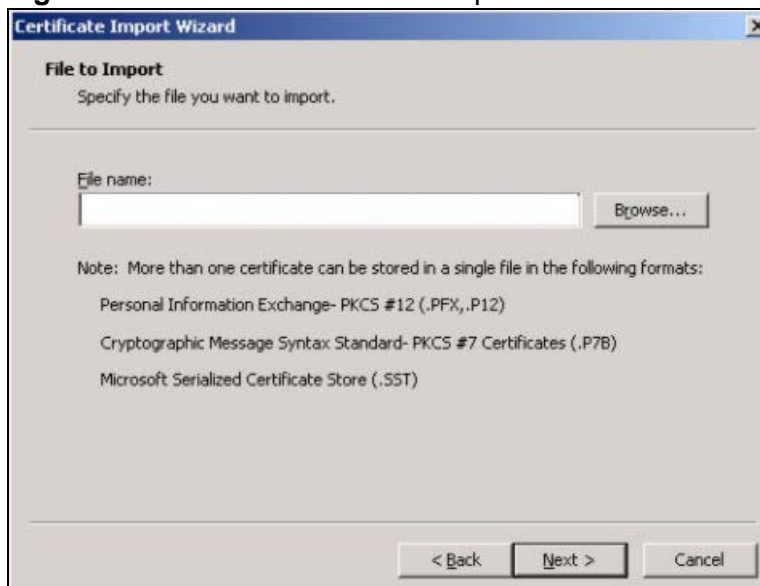 Certificate Import Wizard
File to Import
Specify the file you want to import.
File name:
Browse...
Note: More than one certificate can be stored in a single file in the following formats:
Personal Information Exchange- PKCS #12 (.PFX,.P12)
Cryptographic Message Syntax Standard- PKCS #7 Certificates (.P7B)
Microsoft Serialized Certificate Store (.SST)
< Back Next > Cancel